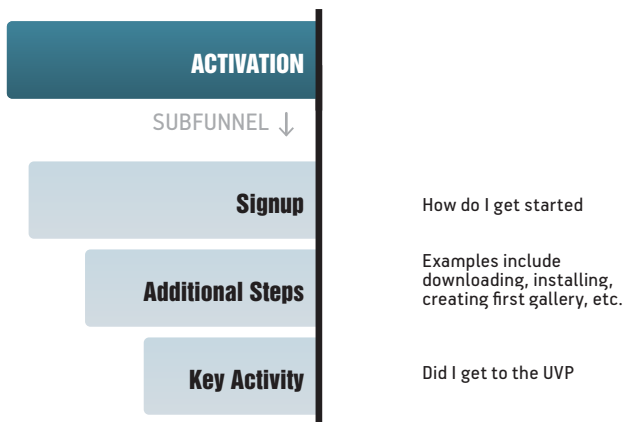 ACTIVATION
SUBFUNNEL ↓
Signup
How do I get started
Additional Steps
Examples include
downloading, installing,
creating first gallery, etc.
Key Activity
Did I get to the UVP